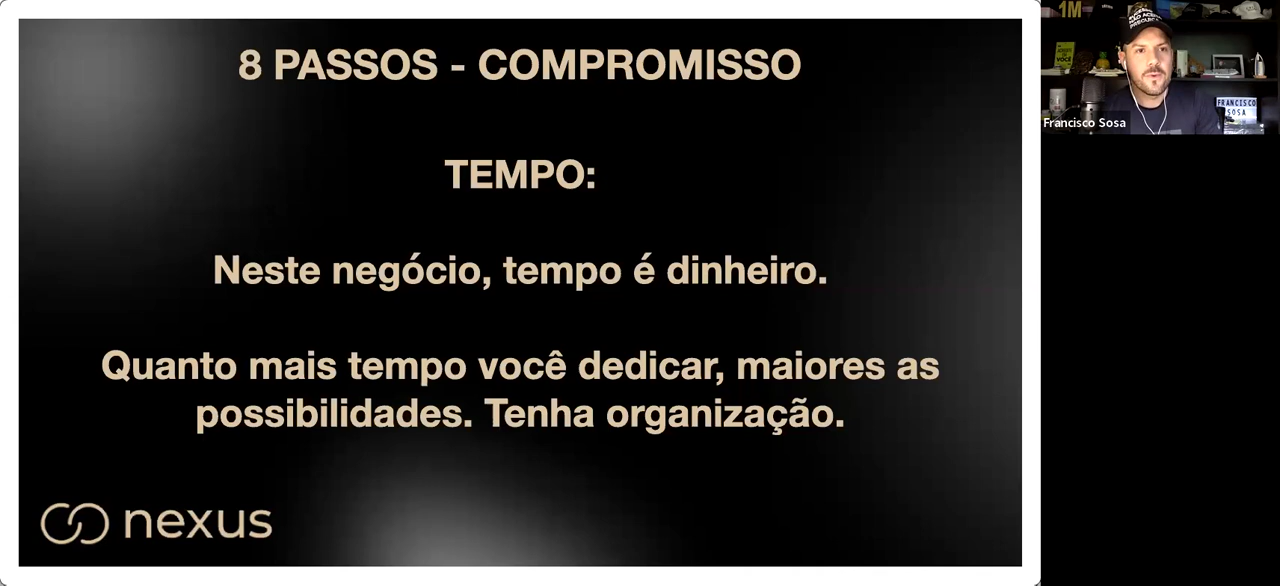 8 PASSOS - COMPROMISSO
TEMPO:
Neste negócio, tempo é dinheiro.
Quanto mais tempo você dedicar, maiores as
possibilidades. Tenha organização.
nexus
1M
FRANCISCO
SOSA
Francisco Sosa